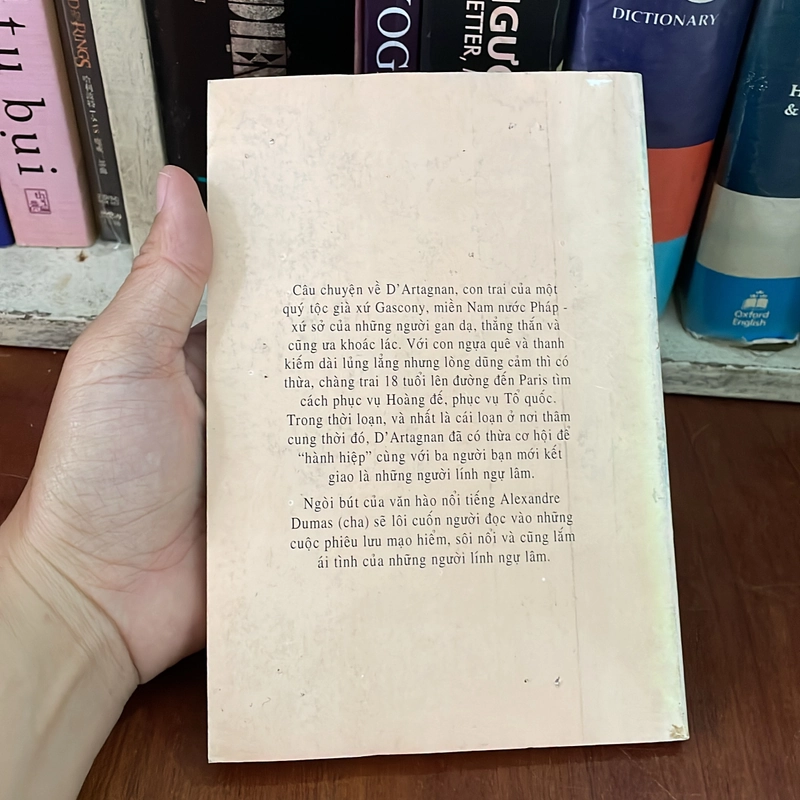 tu bụi
RINGS
DIỆN
YOG
NGƯỢ
ETTER,
DICTIONARY
H
&
Oxford
English
Câu chuyện về D’Artagnan, con trai của một
quý tộc già xứ Gascony, miền Nam nước Pháp -
xứ sở của những người gan dạ, thẳng thắn và
cũng ưa khoác lác. Với con ngựa quê và thanh
kiếm dài lủng lẳng nhưng lòng dũng cảm thì có
thừa, chàng trai 18 tuổi lên đường đến Paris tìm
cách phục vụ Hoàng đế, phục vụ Tổ quốc.
Trong thời loạn, và nhất là cái loạn ở nơi thâm
cung thời đó, D’Artagnan đã có thừa cơ hội để
“hành hiệp” cùng với ba người bạn mới kết
giao là những người lính ngự lâm.
Ngòi bút của văn hào nổi tiếng Alexandre
Dumas (cha) sẽ lôi cuốn người đọc vào những
cuộc phiêu lưu mạo hiểm, sôi nổi và cũng lắm
ái tình của những người lính ngự lâm.